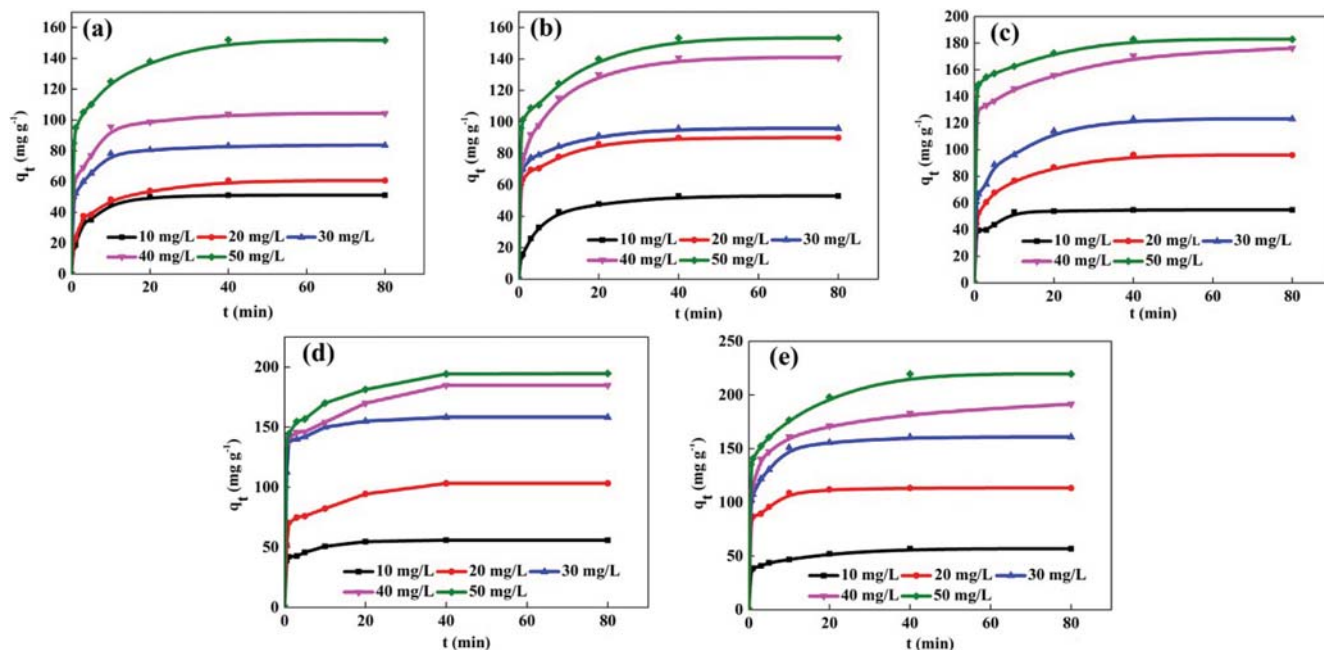 (a)
160
140
120
100
80
60
40
20
0
q_t (mg g⁻¹)
10 mg/L 20 mg/L 30 mg/L
40 mg/L 50 mg/L
0 20 40 60 80
t (min)
(b)
160
140
120
100
80
60
40
20
0
q_t (mg g⁻¹)
10 mg/L 20 mg/L 30 mg/L
40 mg/L 50 mg/L
0 20 40 60 80
t (min)
(c)
200
180
160
140
120
100
80
60
40
20
0
q_t (mg g⁻¹)
10 mg/L 20 mg/L 30 mg/L
40 mg/L 50 mg/L
0 20 40 60 80
t (min)
(d)
200
150
100
50
0
q_t (mg g⁻¹)
10 mg/L 20 mg/L 30 mg/L
40 mg/L 50 mg/L
0 20 40 60 80
t (min)
(e)
250
200
150
100
50
0
q_t (mg g⁻¹)
10 mg/L 20 mg/L 30 mg/L
40 mg/L 50 mg/L
0 20 40 60 80
t (min)